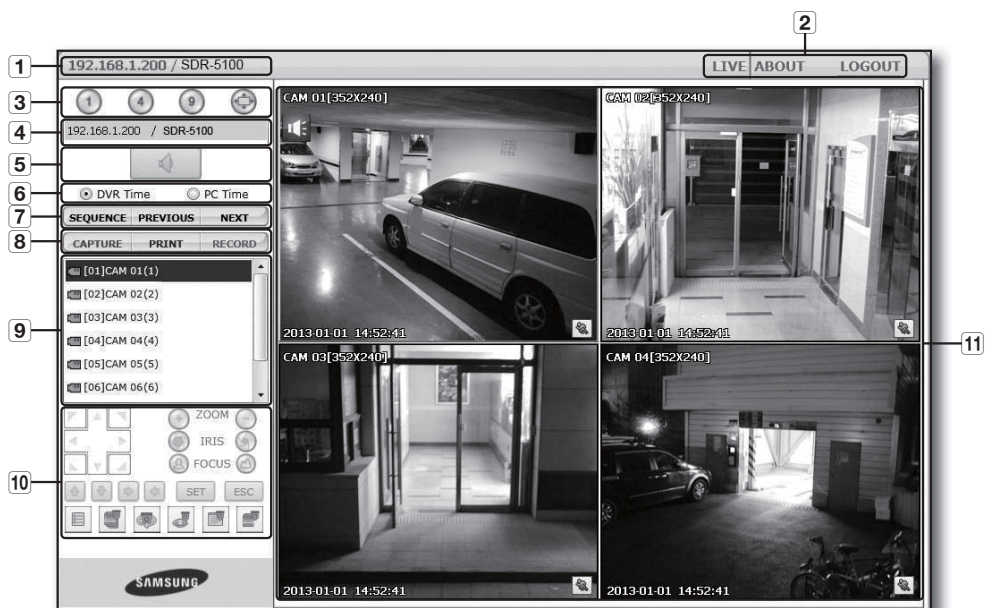 2
1
192.168.1.200 / SDR-5100
LIVE ABOUT LOGOUT
3
1 4 9
CAM 01[352X240]
CAM 02[352X240]
4
192.168.1.200 / SDR-5100
5
6
DVR Time PC Time
7
SEQUENCE PREVIOUS NEXT
8
CAPTURE PRINT RECORD
9
[01]CAM 01(1)
[02]CAM 02(2)
[03]CAM 03(3)
[04]CAM 04(4)
[05]CAM 05(5)
[06]CAM 06(6)
2013-01-01 14:52:41
2013-01-01 14:52:41
11
CAM 03[352X240]
CAM 04[352X240]
10
ZOOM
IRIS
FOCUS
SET ESC
SAMSUNG
2013-01-01 14:52:41
2013-01-01 14:52:41